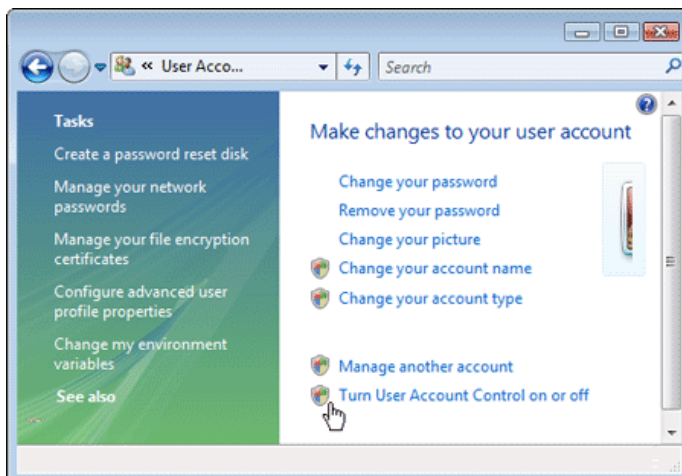 « User Acco...
Search
Tasks
Create a password reset disk
Manage your network
passwords
Manage your file encryption
certificates
Configure advanced user
profile properties
Change my environment
variables
See also
Make changes to your user account
Change your password
Remove your password
Change your picture
Change your account name
Change your account type
Manage another account
Turn User Account Control on or off